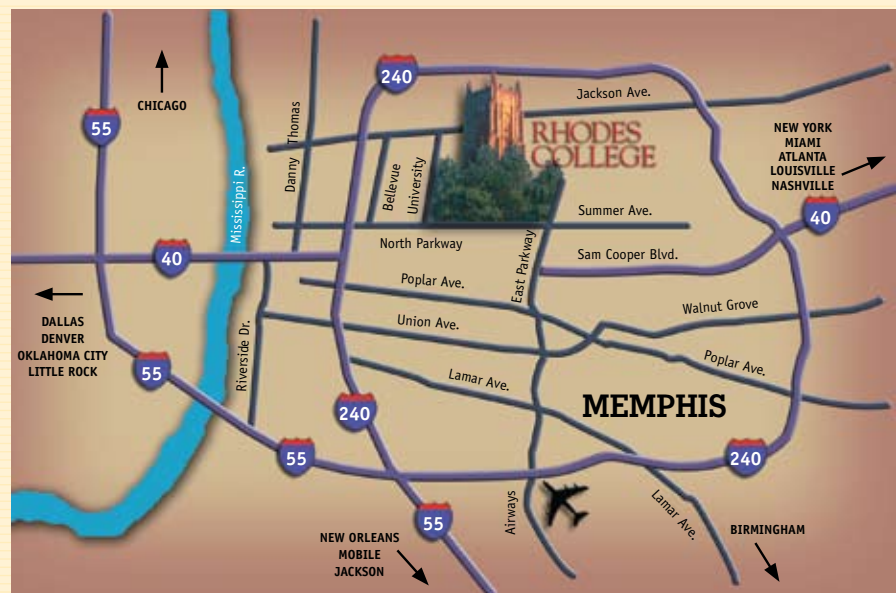 240
Jackson Ave.
55
CHICAGO
Danny Thomas
RHODES
COLLEGE
NEW YORK
MIAMI
ATLANTA
LOUISVILLE
NASHVILLE
Mississippi R.
Bellevue
University
Summer Ave.
40
North Parkway
East Parkway
Sam Cooper Blvd.
40
Poplar Ave.
Walnut Grove
DALLAS
DENVER
OKLAHOMA CITY
LITTLE ROCK
Riverside Dr.
Union Ave.
Poplar Ave.
55
Lamar Ave.
MEMPHIS
240
55
240
Airways
Lamar Ave.
55
NEW ORLEANS
MOBILE
JACKSON
BIRMINGHAM